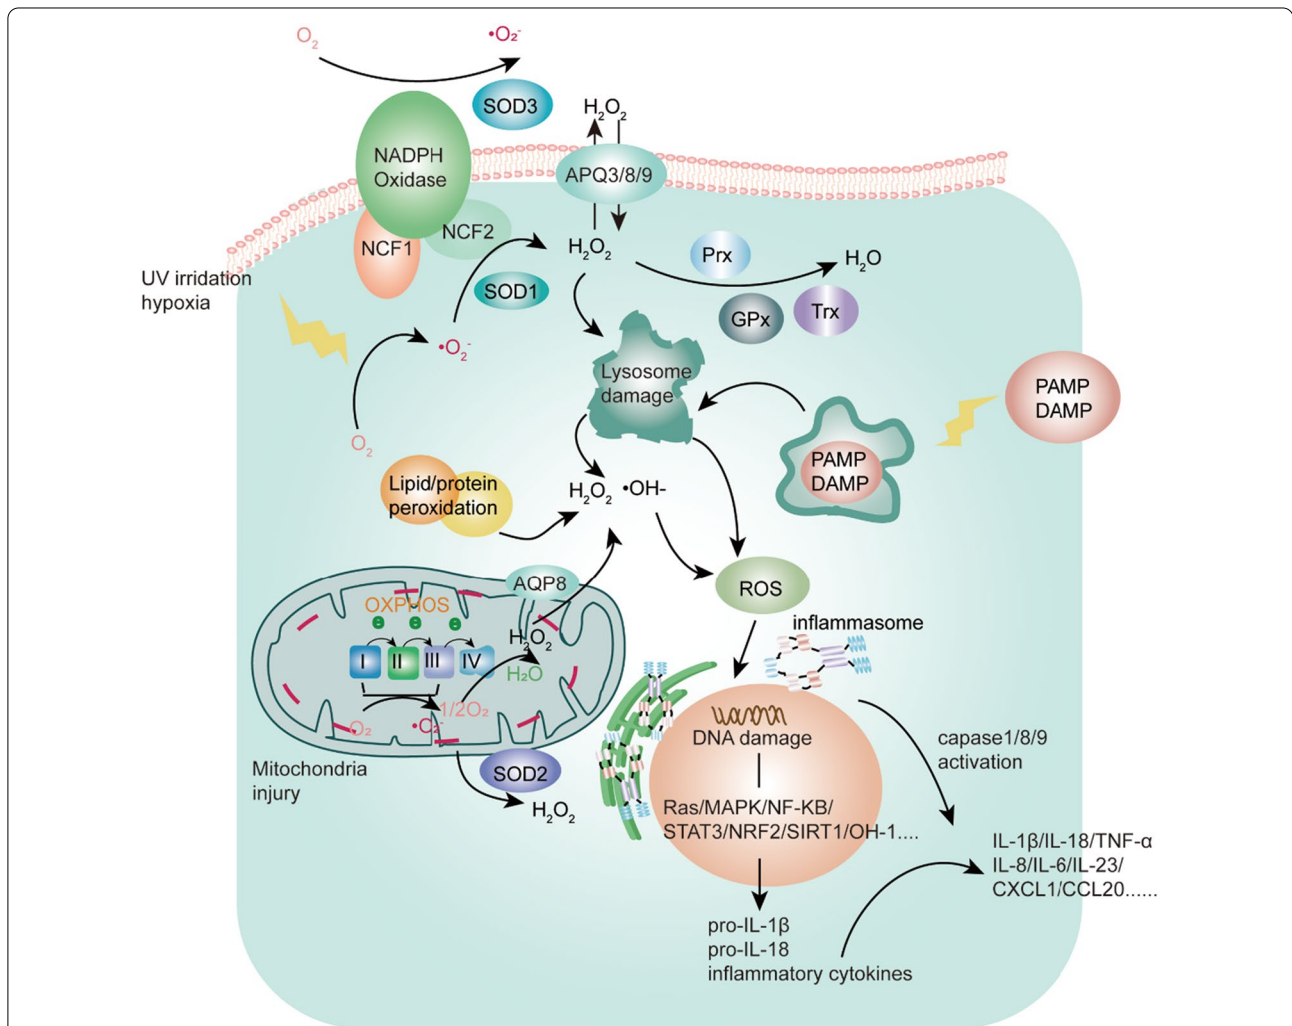 O₂
•O₂⁻
SOD3
H₂O₂
NADPH
Oxidase
APQ3/8/9
NCF1
NCF2
H₂O₂
Prx
H₂O
UV irridation
hypoxia
SOD1
GPx
Trx
•O₂⁻
Lysosome
damage
PAMP
DAMP
O₂
PAMP
DAMP
Lipid/protein
peroxidation
H₂O₂ •OH-
AQP8
ROS
OXPHOS
e e e
inflammasome
I II III IV
H₂O₂
H₂O
O₂
•O₂⁻
1/2O₂
DNA damage
capase1/8/9
activation
Mitochondria
injury
SOD2
H₂O₂
Ras/MAPK/NF-KB/
STAT3/NRF2/SIRT1/OH-1....
IL-1β/IL-18/TNF-α
IL-8/IL-6/IL-23/
CXCL1/CCL20......
pro-IL-1β
pro-IL-18
inflammatory cytokines